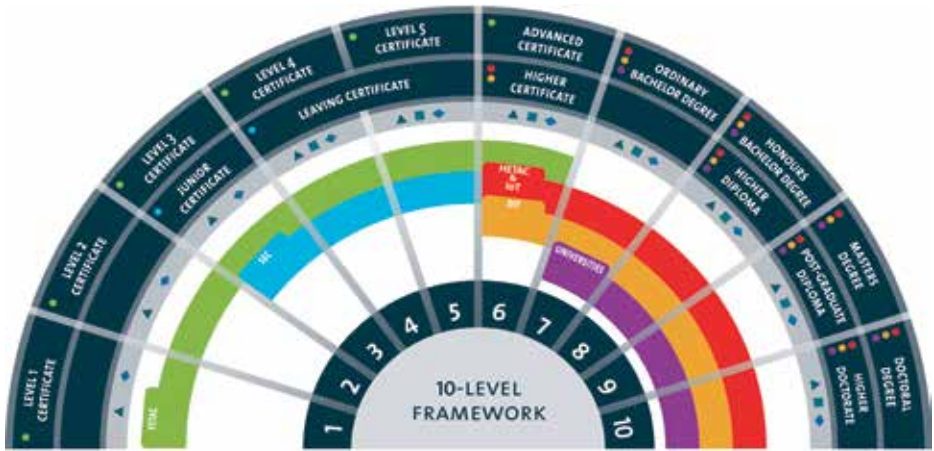 LEVEL 1
CERTIFICATE
LEVEL 2
CERTIFICATE
LEVEL 3
CERTIFICATE
LEVEL 4
CERTIFICATE
LEVEL 5
CERTIFICATE
ADVANCED
CERTIFICATE
ORDINARY
BACHELOR DEGREE
HONOURS
BACHELOR DEGREE
MASTERS
DEGREE
DOCTORAL
DEGREE
JUNIOR
CERTIFICATE
LEAVING CERTIFICATE
HIGHER
CERTIFICATE
HIGHER
DIPLOMA
POST-GRADUATE
DIPLOMA
HIGHER
DOCTORATE
FETAC
SEC
HETAC
&
IoT
DIT
UNIVERSITIES
1
2
3
4
5
6
7
8
9
10
10-LEVEL
FRAMEWORK